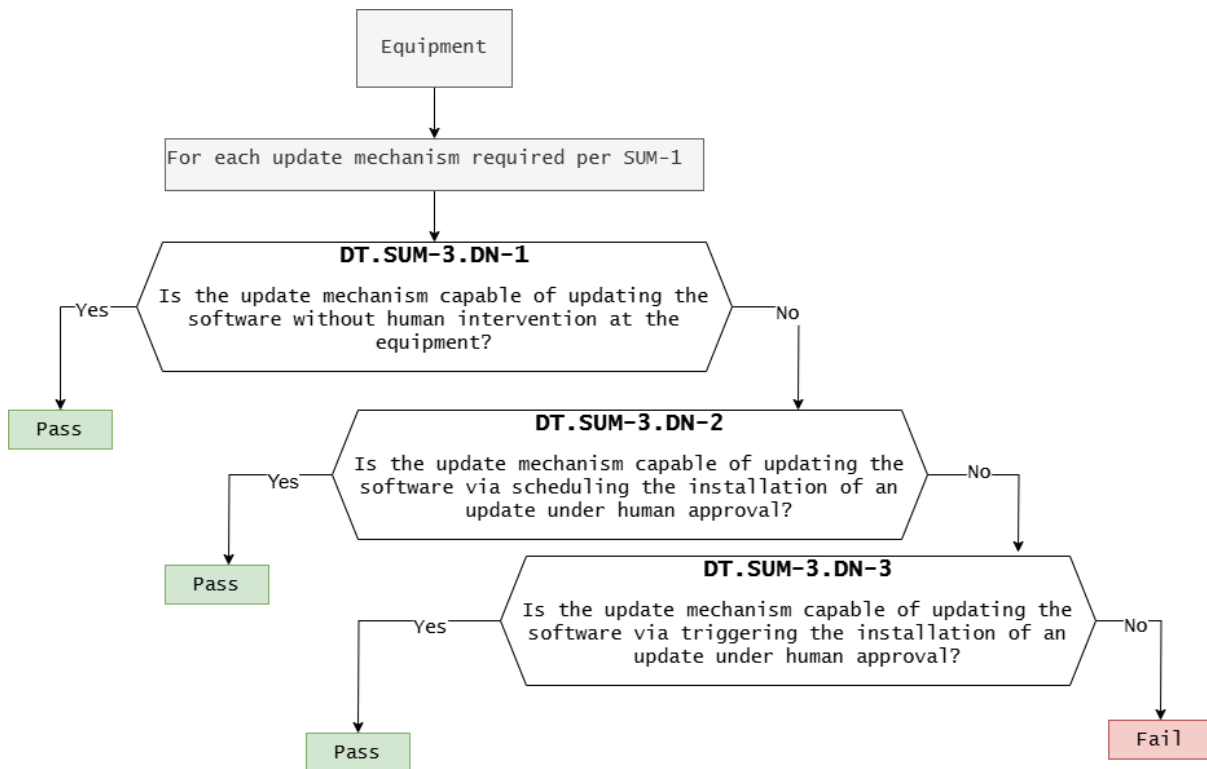 Equipment
For each update mechanism required per SUM-1
DT.SUM-3.DN-1
Is the update mechanism capable of updating the
software without human intervention at the
equipment?
Yes
No
Pass
DT.SUM-3.DN-2
Is the update mechanism capable of updating the
software via scheduling the installation of an
update under human approval?
Yes
No
Pass
DT.SUM-3.DN-3
Is the update mechanism capable of updating the
software via triggering the installation of an
update under human approval?
Yes
No
Pass
Fail